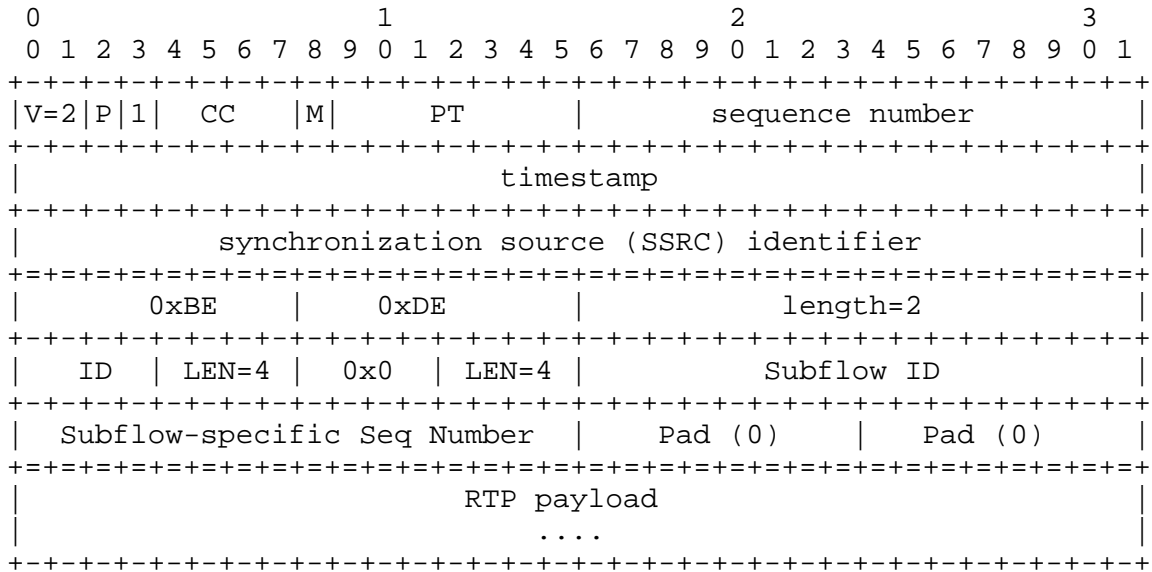 0                   1                   2                   3
 0 1 2 3 4 5 6 7 8 9 0 1 2 3 4 5 6 7 8 9 0 1 2 3 4 5 6 7 8 9 0 1
+-+-+-+-+-+-+-+-+-+-+-+-+-+-+-+-+-+-+-+-+-+-+-+-+-+-+-+-+-+-+-+-+
|V=2|P|1|  CC   |M|     PT      |       sequence number         |
+-+-+-+-+-+-+-+-+-+-+-+-+-+-+-+-+-+-+-+-+-+-+-+-+-+-+-+-+-+-+-+-+
|                           timestamp                           |
+-+-+-+-+-+-+-+-+-+-+-+-+-+-+-+-+-+-+-+-+-+-+-+-+-+-+-+-+-+-+-+-+
|           synchronization source (SSRC) identifier            |
+=+=+=+=+=+=+=+=+=+=+=+=+=+=+=+=+=+=+=+=+=+=+=+=+=+=+=+=+=+=+=+=+
|       0xBE    |    0xDE       |           length=2            |
+-+-+-+-+-+-+-+-+-+-+-+-+-+-+-+-+-+-+-+-+-+-+-+-+-+-+-+-+-+-+-+-+
|   ID  | LEN=4 |  0x0  | LEN=4 |          Subflow ID           |
+-+-+-+-+-+-+-+-+-+-+-+-+-+-+-+-+-+-+-+-+-+-+-+-+-+-+-+-+-+-+-+-+
|  Subflow-specific Seq Number  |    Pad (0)    |   Pad (0)     |
+=+=+=+=+=+=+=+=+=+=+=+=+=+=+=+=+=+=+=+=+=+=+=+=+=+=+=+=+=+=+=+=+
|                         RTP payload                           |
|                             ....                              |
+-+-+-+-+-+-+-+-+-+-+-+-+-+-+-+-+-+-+-+-+-+-+-+-+-+-+-+-+-+-+-+-+